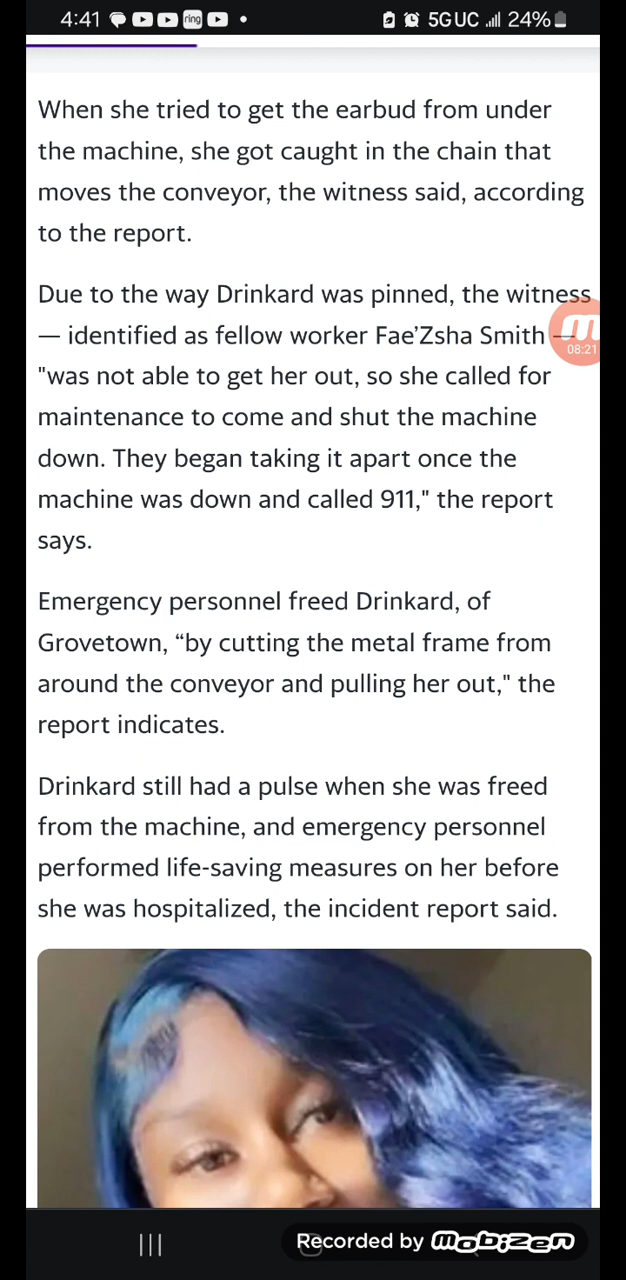 4:41 ring 5G UC 24%
When she tried to get the earbud from under
the machine, she got caught in the chain that
moves the conveyor, the witness said, according
to the report.
Due to the way Drinkard was pinned, the witness
— identified as fellow worker Fae’Zsha Smith —
"was not able to get her out, so she called for
maintenance to come and shut the machine
down. They began taking it apart once the
machine was down and called 911," the report
says.
08:21
Emergency personnel freed Drinkard, of
Grovetown, “by cutting the metal frame from
around the conveyor and pulling her out," the
report indicates.
Drinkard still had a pulse when she was freed
from the machine, and emergency personnel
performed life-saving measures on her before
she was hospitalized, the incident report said.
Recorded by mobizen